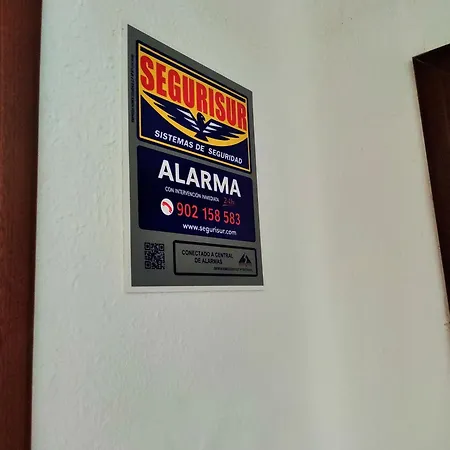 SEGURISUR
SISTEMAS DE SEGURIDAD
ALARMA
CON INTERVENCIÓN INMEDIATA 24h
902 158 583
www.segurisur.com
CONECTADO A CENTRAL
DE ALARMAS